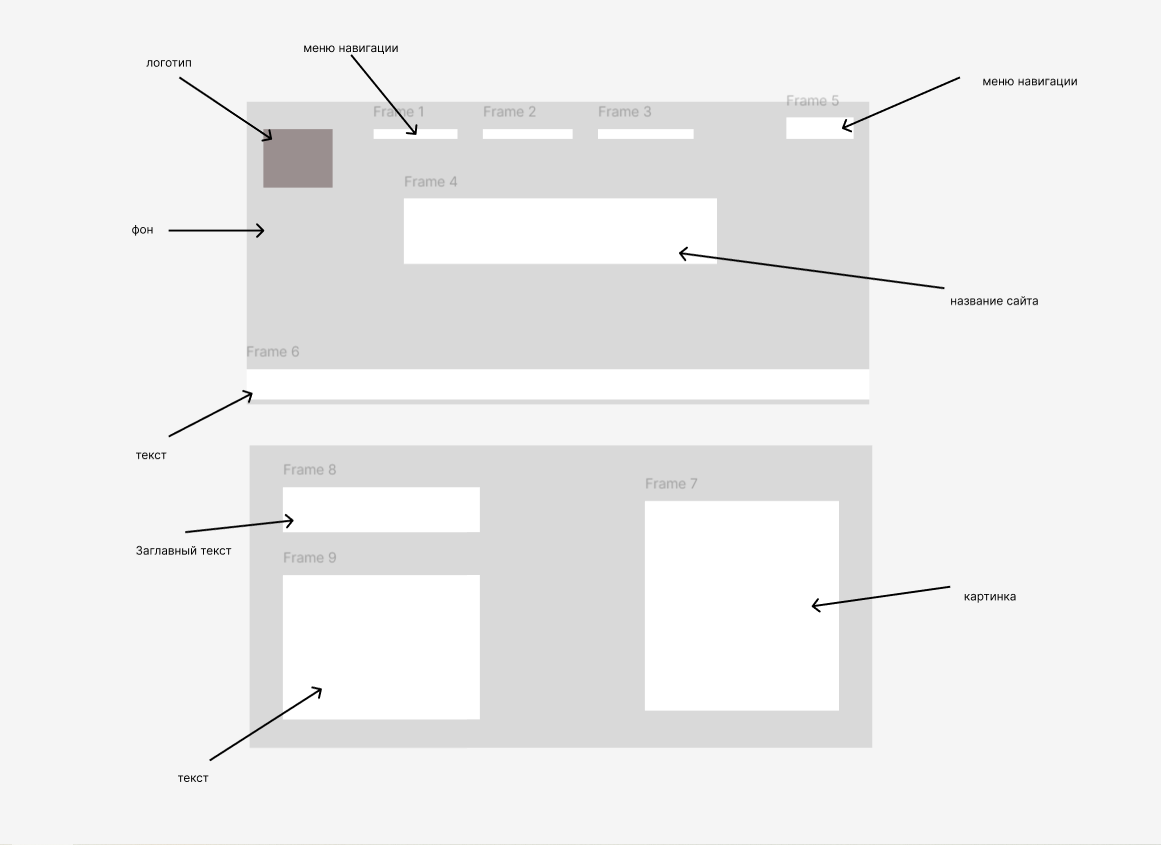 меню навигации
логотип
меню навигации
Frame 5
Frame 1
Frame 2
Frame 3
Frame 4
фон
название сайта
Frame 6
текст
Frame 8
Frame 7
Заглавный текст
Frame 9
картинка
текст